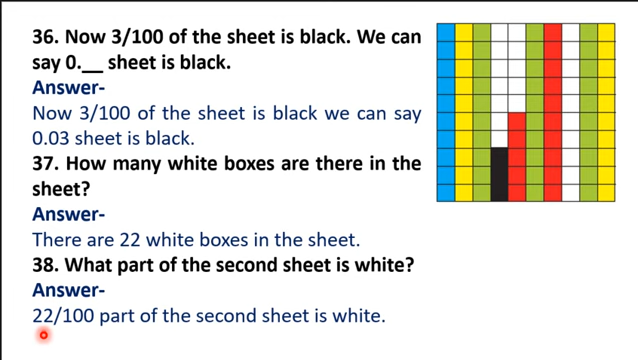 36. Now 3/100 of the sheet is black. We can
say 0.__ sheet is black.
Answer-
Now 3/100 of the sheet is black we can say
0.03 sheet is black.
37. How many white boxes are there in the
sheet?
Answer-
There are 22 white boxes in the sheet.
38. What part of the second sheet is white?
Answer-
22/100 part of the second sheet is white.